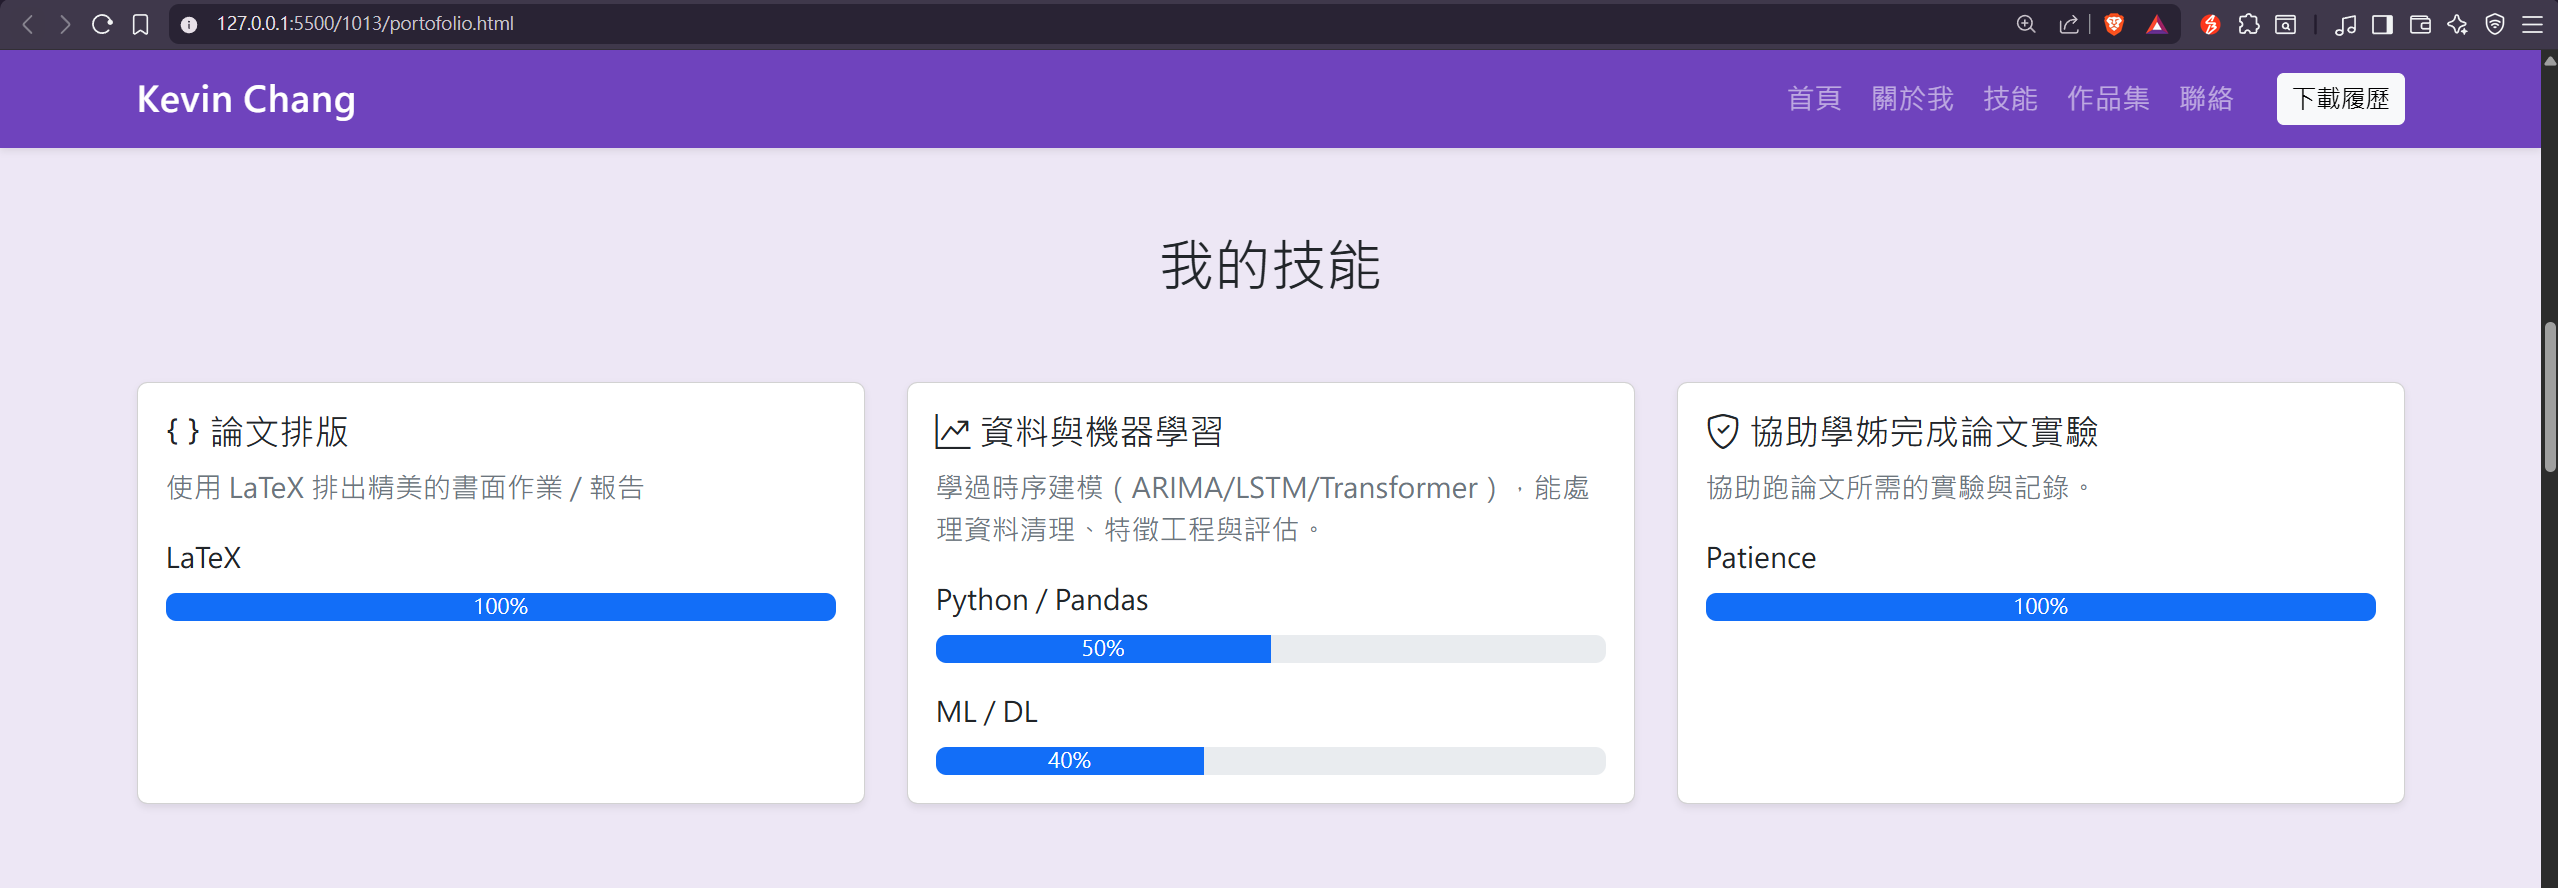 127.0.0.1:5500/1013/portofolio.html
Kevin Chang
首頁 關於我 技能 作品集 聯絡 下載履歷
我的技能
{ } 論文排版
使用 LaTeX 排出精美的書面作業 / 報告
LaTeX
100%
資料與機器學習
學過時序建模（ARIMA/LSTM/Transformer），能處
理資料清理、特徵工程與評估。
Python / Pandas
50%
ML / DL
40%
協助學姊完成論文實驗
協助跑論文所需的實驗與記錄。
Patience
100%